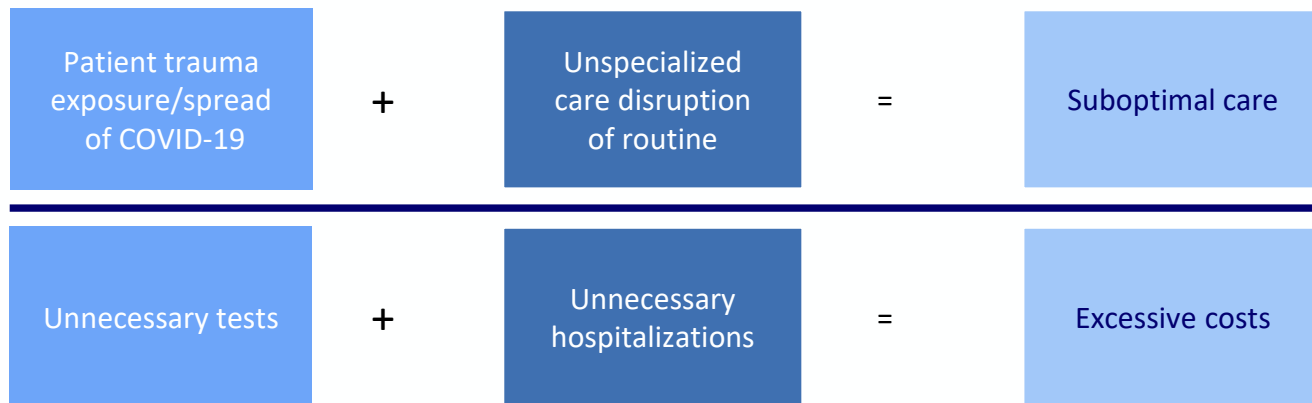 Patient trauma
exposure/spread
of COVID-19
+
Unspecialized
care disruption
of routine
=
Suboptimal care
Unnecessary tests
+
Unnecessary
hospitalizations
=
Excessive costs